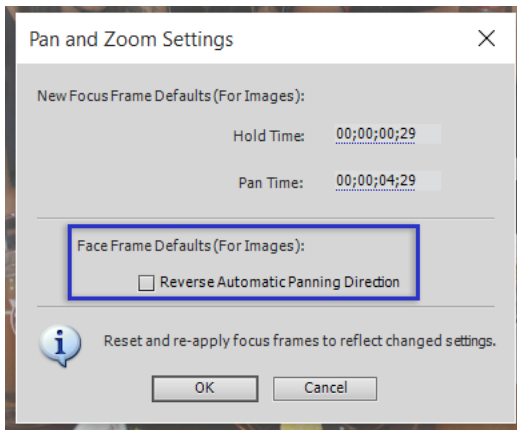 Pan and Zoom Settings
New Focus Frame Defaults (For Images):
Hold Time: 00;00;00;29
Pan Time: 00;00;04;29
Face Frame Defaults (For Images):
Reverse Automatic Panning Direction
Reset and re-apply focus frames to reflect changed settings.
OK Cancel